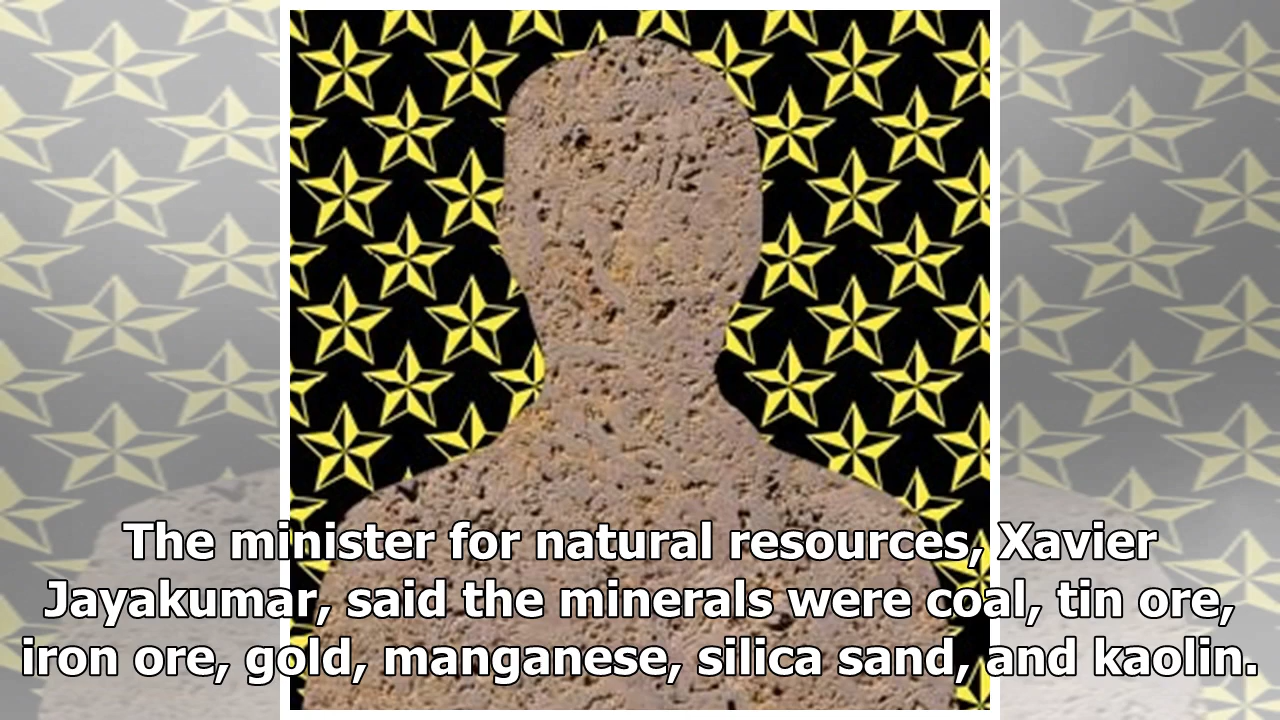 The minister for natural resources, Xavier
Jayakumar, said the minerals were coal, tin ore,
iron ore, gold, manganese, silica sand, and kaolin.